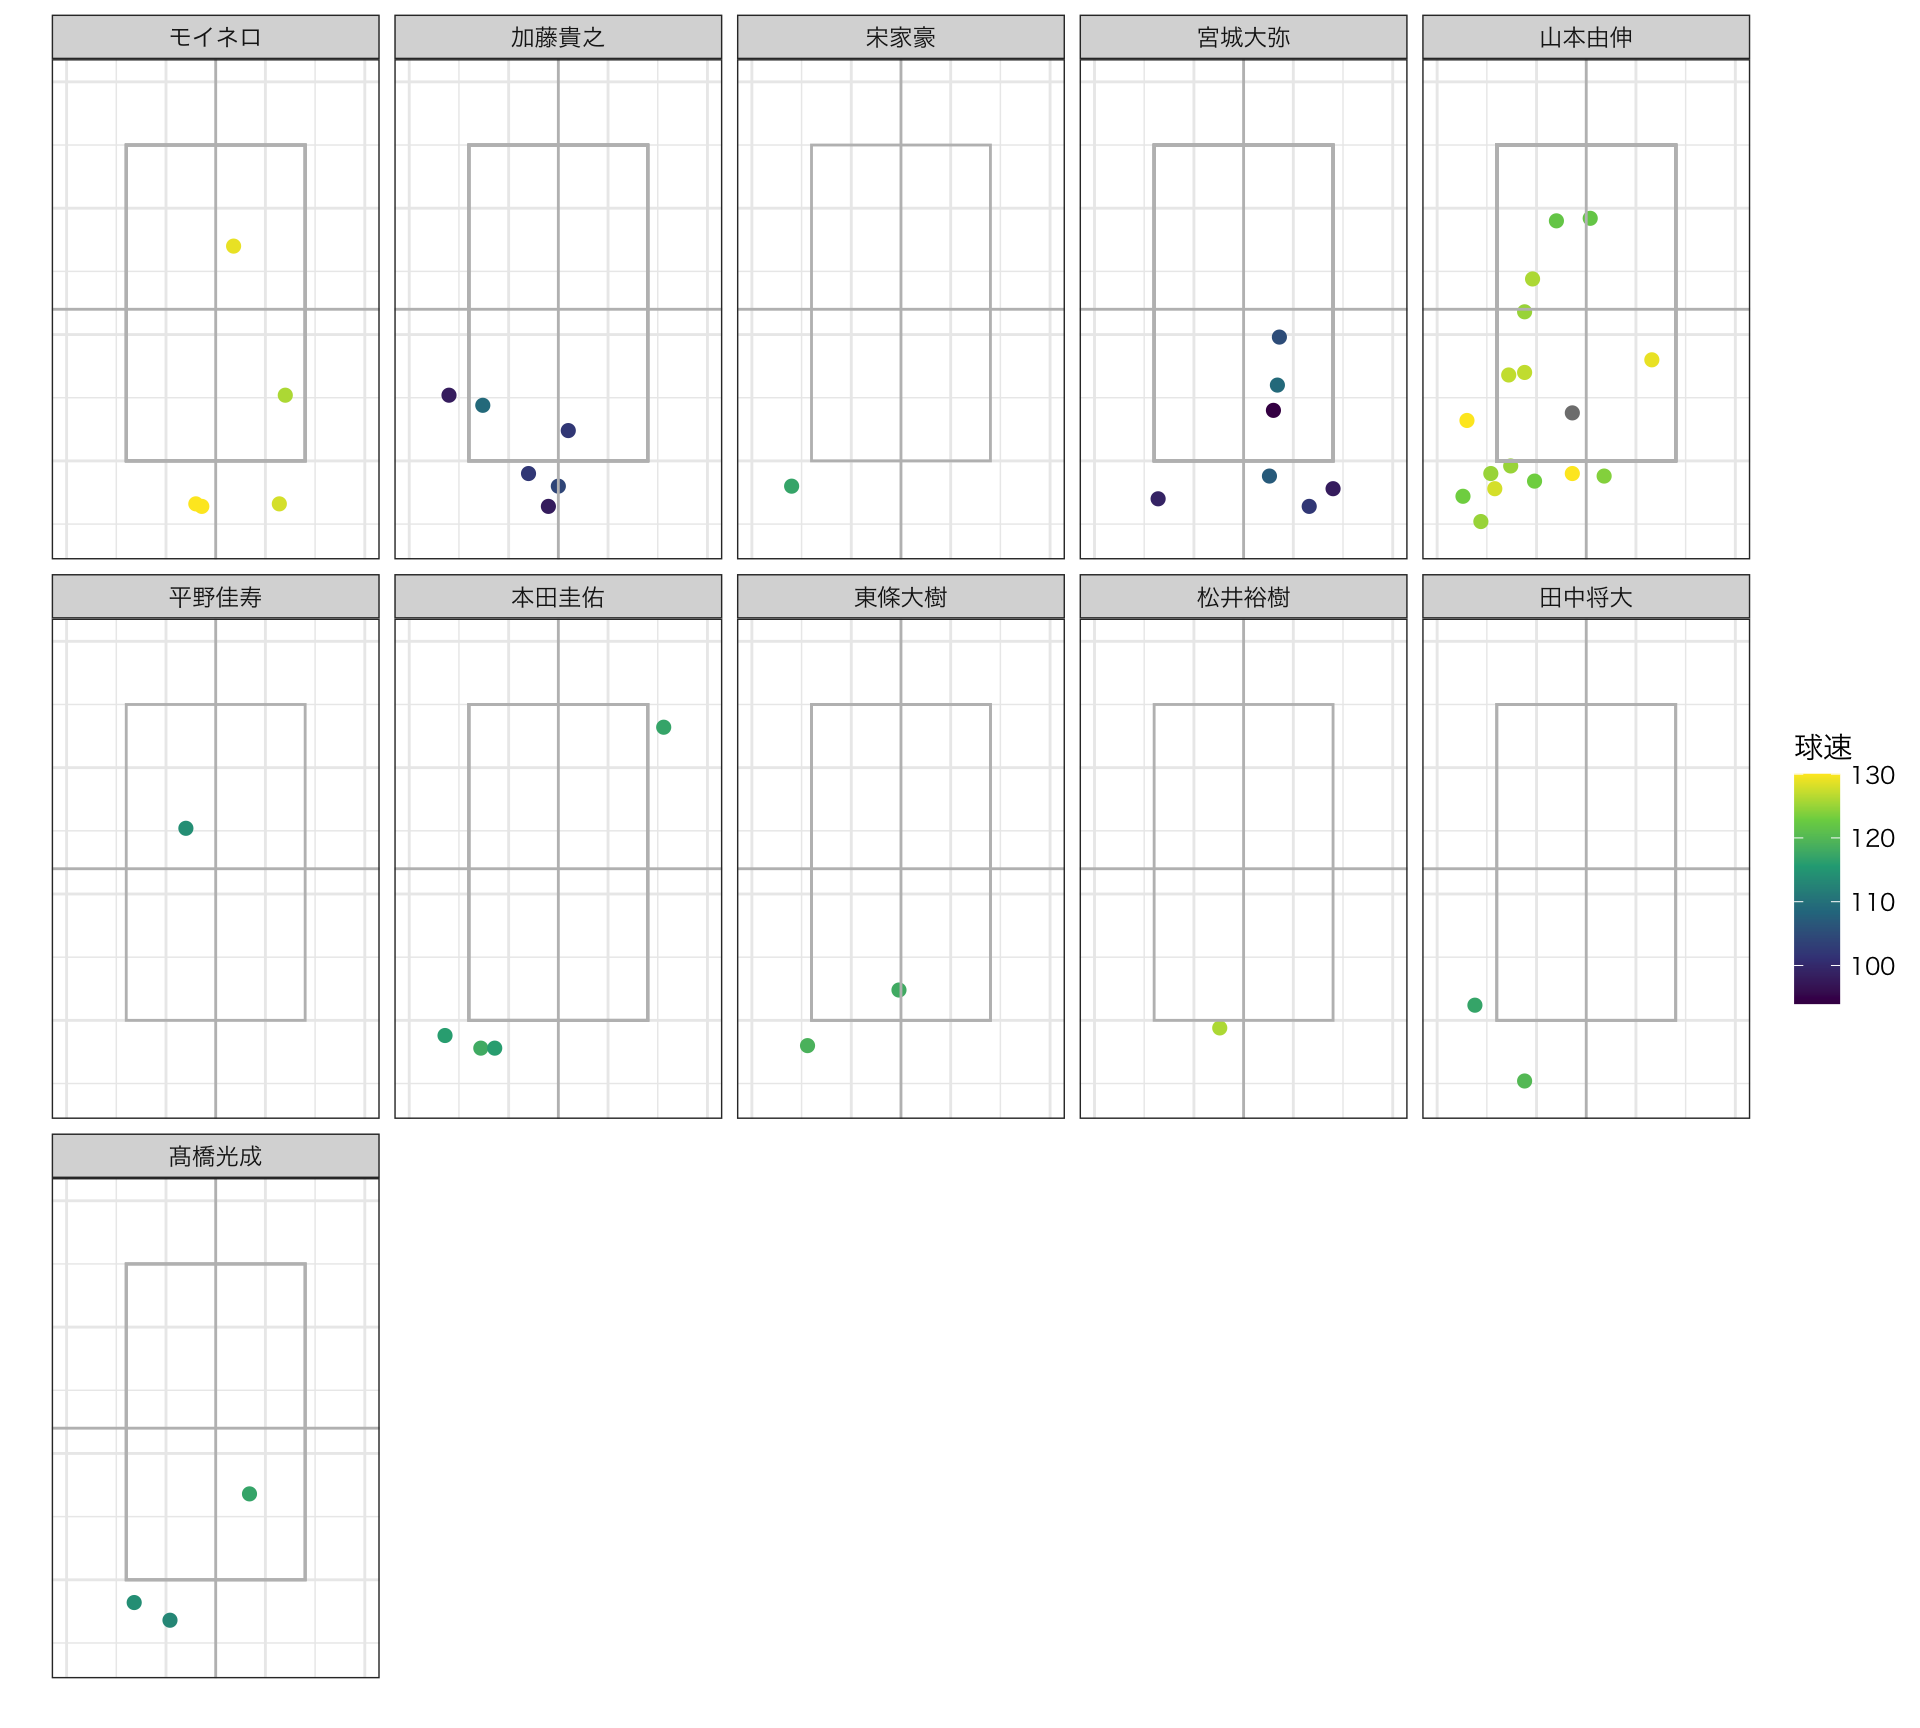 モイネロ
加藤貴之
宋家豪
宮城大弥
山本由伸
平野佳寿
本田圭佑
東條大樹
松井裕樹
田中将大
髙橋光成
球速
130
120
110
100